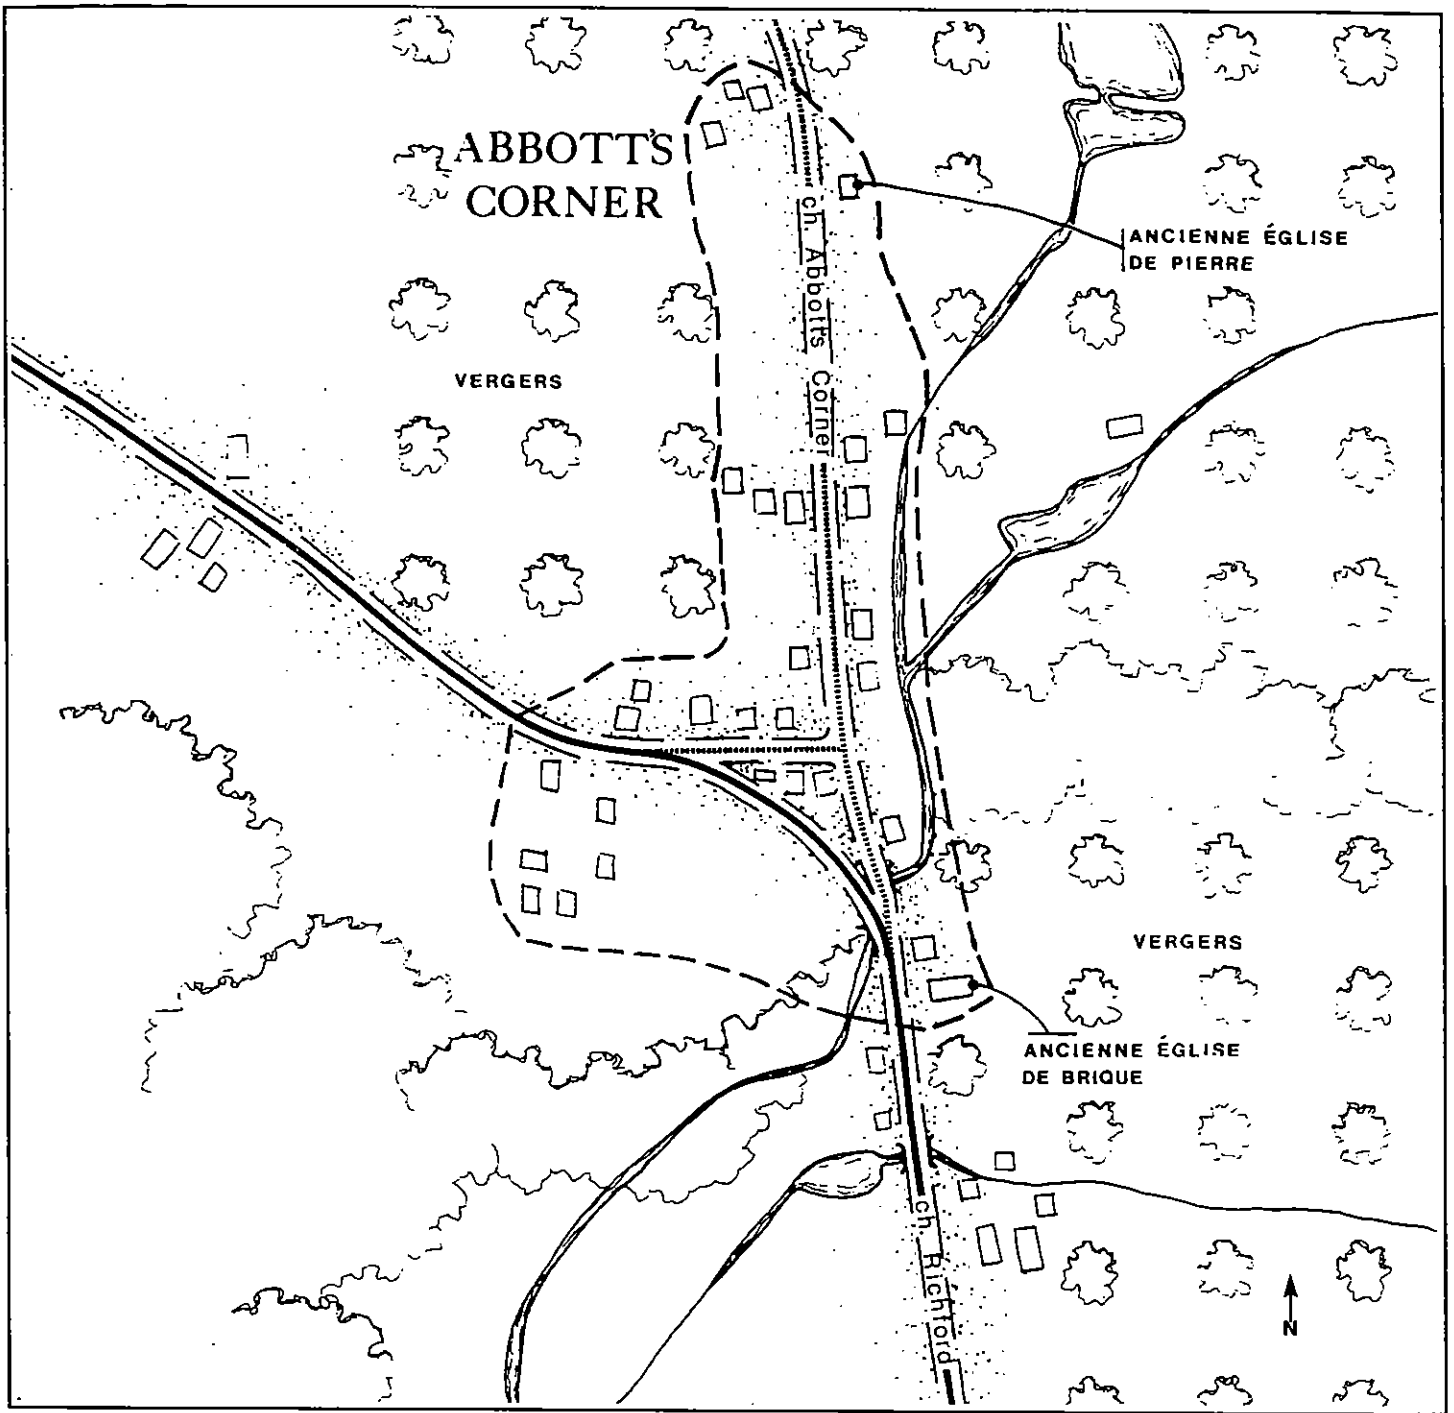 ABBOTT'S
CORNER
ch. Abbotts Corner
ANCIENNE ÉGLISE
DE PIERRE
VERGERS
VERGERS
ANCIENNE ÉGLISE
DE BRIQUE
ch. Richford
N